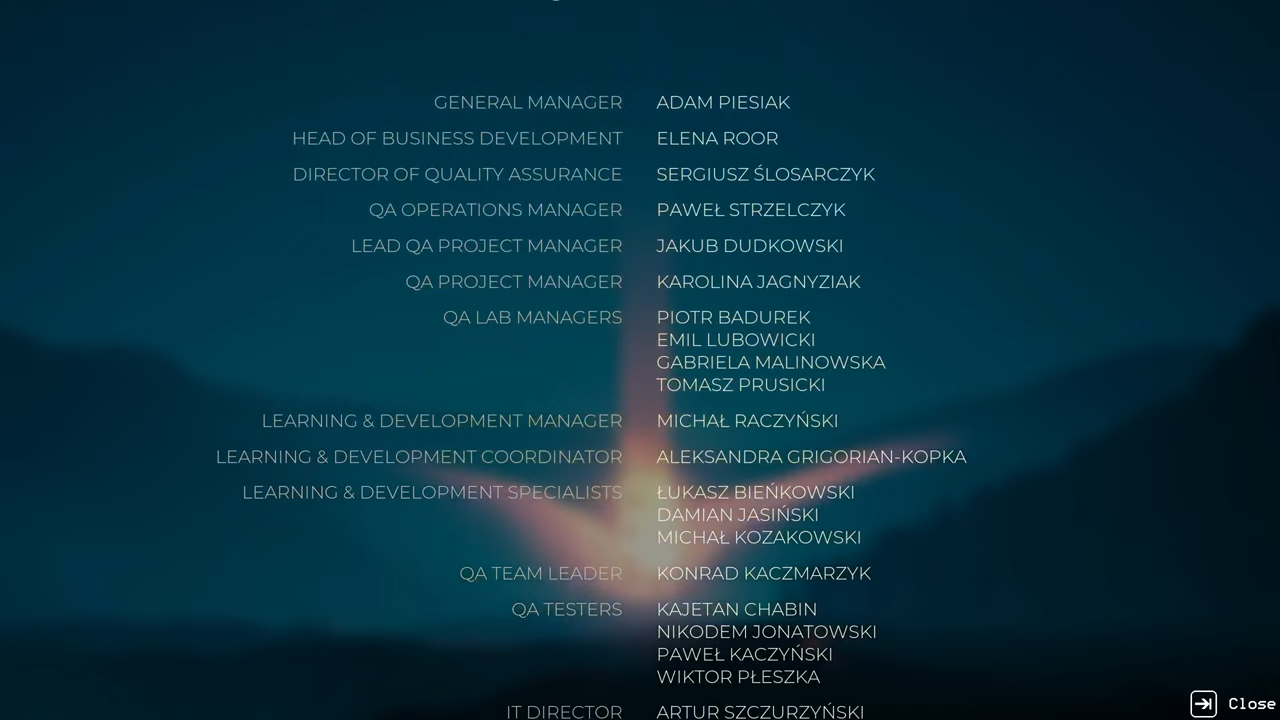 GENERAL MANAGER ADAM PIESIAK
HEAD OF BUSINESS DEVELOPMENT ELENA ROOR
DIRECTOR OF QUALITY ASSURANCE SERGIUSZ ŚLOSARCZYK
QA OPERATIONS MANAGER PAWEŁ STRZELCZYK
LEAD QA PROJECT MANAGER JAKUB DUDKOWSKI
QA PROJECT MANAGER KAROLINA JAGNYZIAK
QA LAB MANAGERS PIOTR BADUREK
EMIL LUBOWICKI
GABRIELA MALINOWSKA
TOMASZ PRUSICKI
LEARNING & DEVELOPMENT MANAGER MICHAŁ RACZYŃSKI
LEARNING & DEVELOPMENT COORDINATOR ALEKSANDRA GRIGORIAN-KOPKA
LEARNING & DEVELOPMENT SPECIALISTS ŁUKASZ BIEŃKOWSKI
DAMIAN JASIŃSKI
MICHAŁ KOZAKOWSKI
QA TEAM LEADER KONRAD KACZMARZYK
QA TESTERS KAJETAN CHABIN
NIKODEM JONATOWSKI
PAWEŁ KACZYŃSKI
WIKTOR PŁESZKA
IT DIRECTOR ARTUR SZCZURZYŃSKI
Close